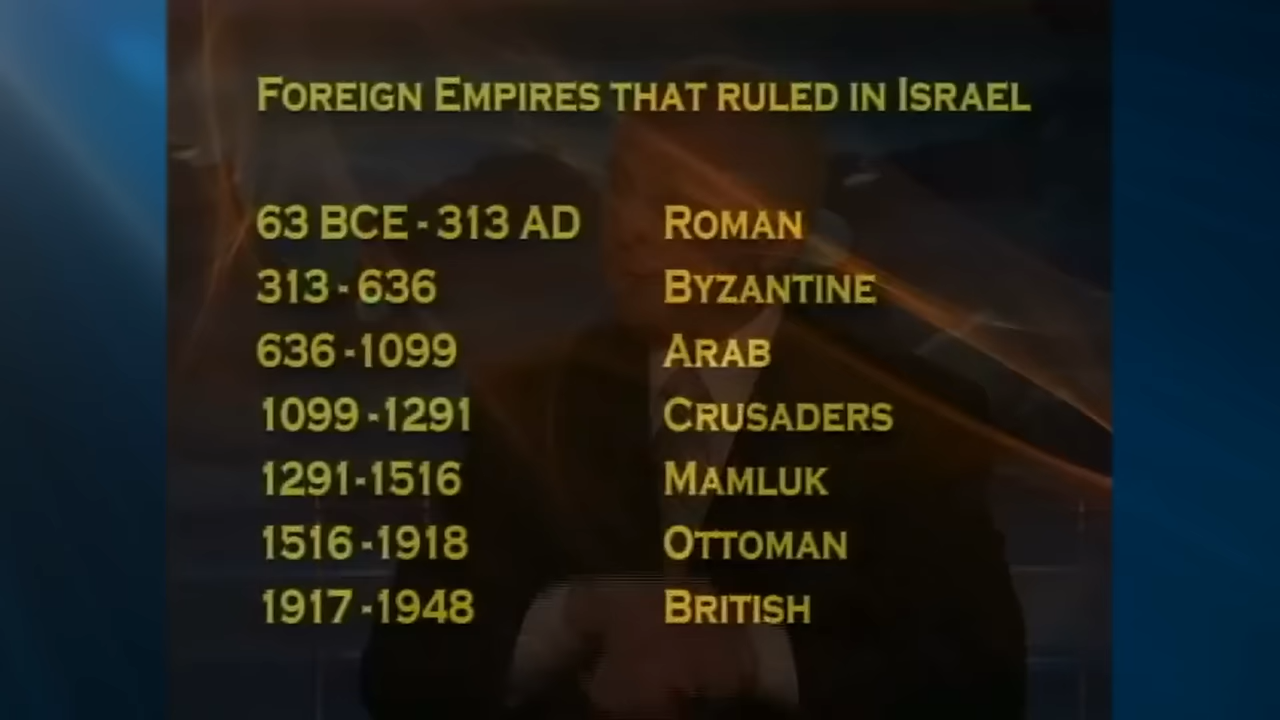 Foreign Empires that ruled in Israel
63 BCE - 313 AD Roman
313 - 636 Byzantine
636 -1099 Arab
1099 -1291 Crusaders
1291-1516 Mamluk
1516 -1918 Ottoman
1917 -1948 British